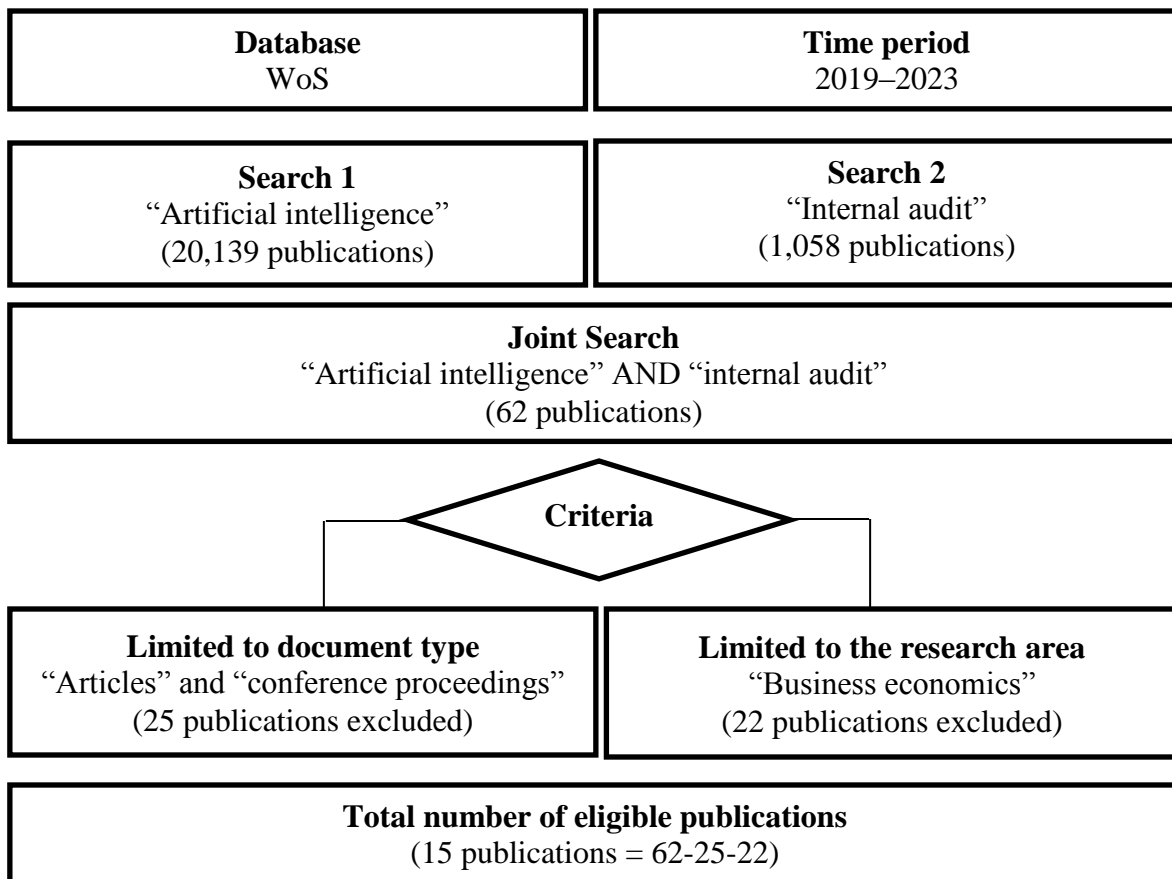 Database
WoS
Time period
2019–2023
Search 1
“Artificial intelligence”
(20,139 publications)
Search 2
“Internal audit”
(1,058 publications)
Joint Search
“Artificial intelligence” AND “internal audit”
(62 publications)
Criteria
Limited to document type
“Articles” and “conference proceedings”
(25 publications excluded)
Limited to the research area
“Business economics”
(22 publications excluded)
Total number of eligible publications
(15 publications = 62-25-22)